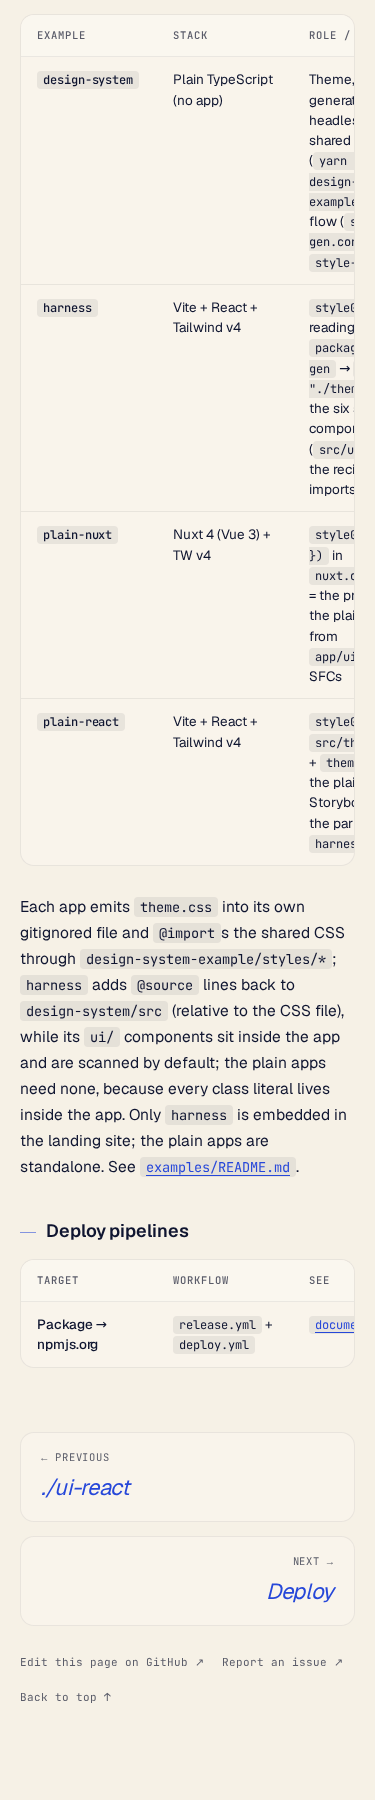 EXAMPLE STACK ROLE /
design-system Plain TypeScript Theme,
(no app) generat
headles
shared
( yarn
design-
example
flow (
gen.con
style-
harness Vite + React + style
Tailwind v4 reading
packag
gen →
"./them
the six
compor
( src/u
the reci
imports
plain-nuxt Nuxt 4 (Vue 3) + style
TW v4 }) in
nuxt.c
= the pr
the plai
from
app/ui
SFCs
plain-react Vite + React + style
Tailwind v4 src/th
+ them
the plai
Storybo
the par
harnes
Each app emits theme.css into its own
gitignored file and @imports the shared CSS
through design-system-example/styles/* ;
harness adds @source lines back to
design-system/src (relative to the CSS file),
while its ui/ components sit inside the app
and are scanned by default; the plain apps
need none, because every class literal lives
inside the app. Only harness is embedded in
the landing site; the plain apps are
standalone. See examples/README.md.
— Deploy pipelines
TARGET WORKFLOW SEE
Package → release.yml + docume
npmjs.org deploy.yml
← PREVIOUS
./ui-react
NEXT →
Deploy
Edit this page on GitHub ↗ Report an issue ↗
Back to top ↑